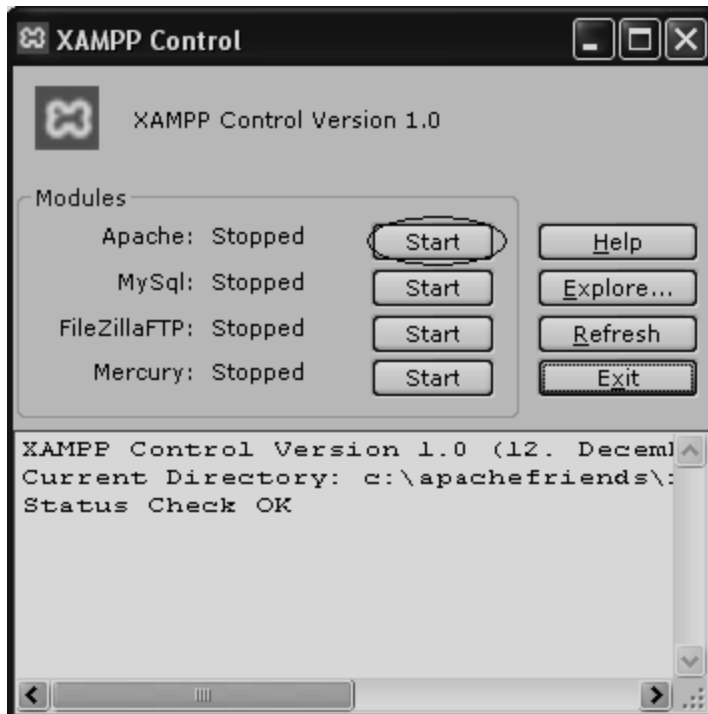 XAMPP Control
XAMPP Control Version 1.0
Modules
Apache: Stopped Start Help
MySql: Stopped Start Explore...
FileZillaFTP: Stopped Start Refresh
Mercury: Stopped Start Exit
XAMPP Control Version 1.0 (12.
Current Directory: c:\apachefriends\
Status Check OK